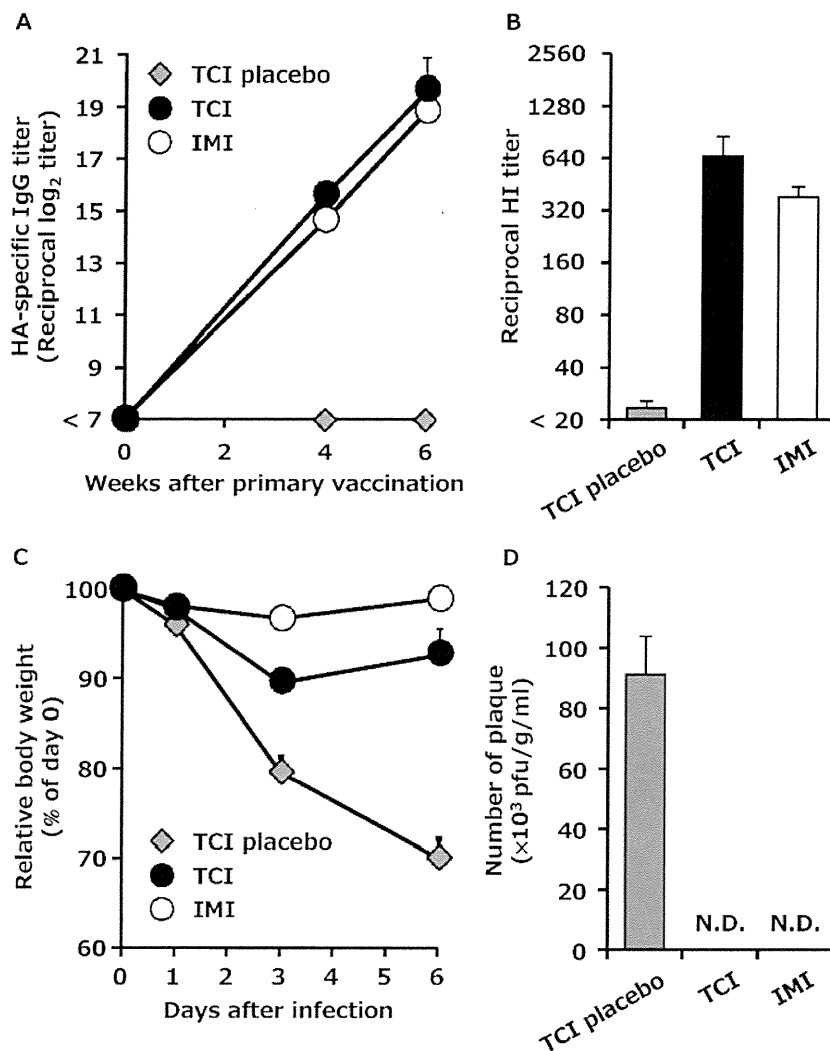 A
HA-specific IgG titer
(Reciprocal log2 titer)
21
19
17
15
13
11
9
< 7
TCI placebo
TCI
IMI
0 2 4 6
Weeks after primary vaccination
B
Reciprocal HI titer
2560
1280
640
320
160
80
40
< 20
TCI placebo
TCI
IMI
C
Relative body weight
(% of day 0)
100
90
80
70
60
TCI placebo
TCI
IMI
0 1 2 3 4 5 6
Days after infection
D
Number of plaque
(×10³ pfu/g/ml)
120
100
80
60
40
20
0
N.D. N.D.
TCI placebo
TCI
IMI